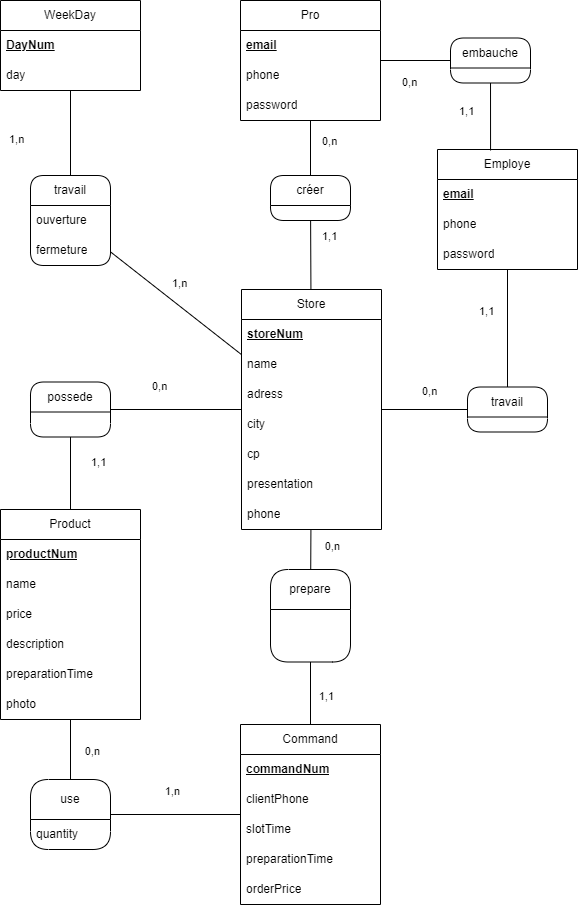 WeekDay
DayNum
day
Pro
email
phone
password
embauche
0,n
1,1
1,n
0,n
Employe
email
phone
password
travail
ouverture
fermeture
créer
1,1
1,n
1,1
Store
storeNum
name
adress
city
cp
presentation
phone
possede
0,n
0,n
travail
1,1
Product
productNum
name
price
description
preparationTime
photo
0,n
prepare
1,1
0,n
use
quantity
1,n
Command
commandNum
clientPhone
slotTime
preparationTime
orderPrice